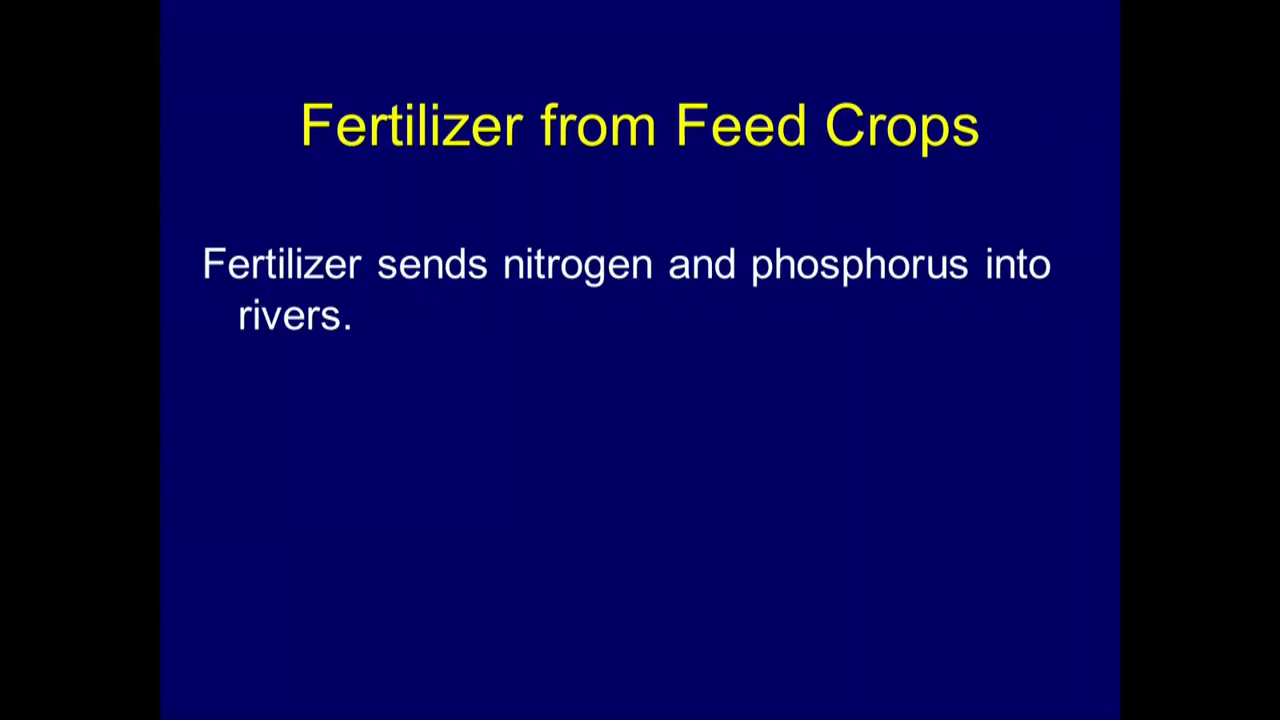 Fertilizer from Feed Crops
Fertilizer sends nitrogen and phosphorus into
rivers.